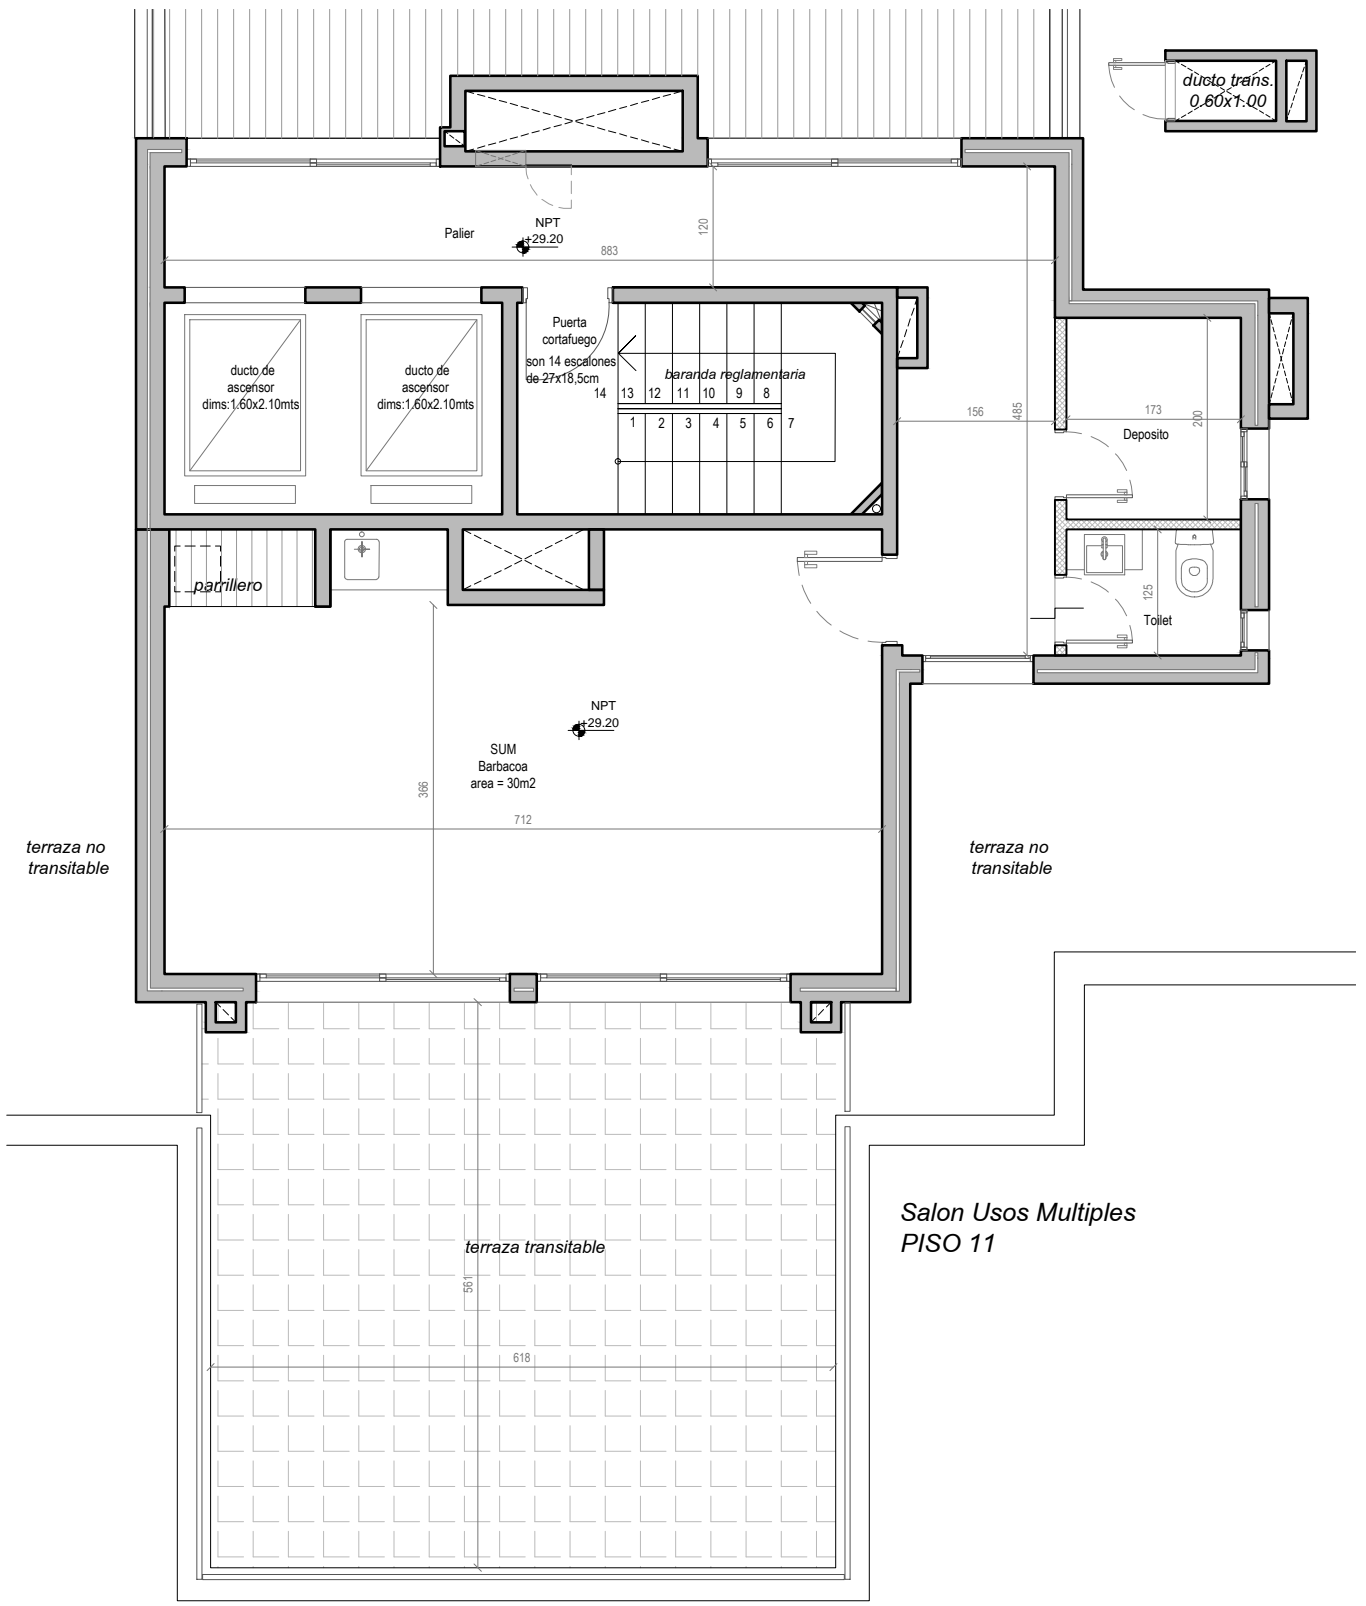 ducto trans.
0.60x1.00
Palier
NPT
+29.20
120
883
Puerta
cortafuego
son 14 escalones
de 27x18,5cm
baranda reglamentaria
14 13 12 11 10 9 8
1 2 3 4 5 6 7
ducto de
ascensor
dims:1.60x2.10mts
ducto de
ascensor
dims:1.60x2.10mts
156
485
173
200
Deposito
parrillero
125
Toilet
NPT
+29.20
SUM
Barbacoa
area = 30m2
366
712
terraza no
transitable
terraza no
transitable
Salon Usos Multiples
PISO 11
terraza transitable
561
618